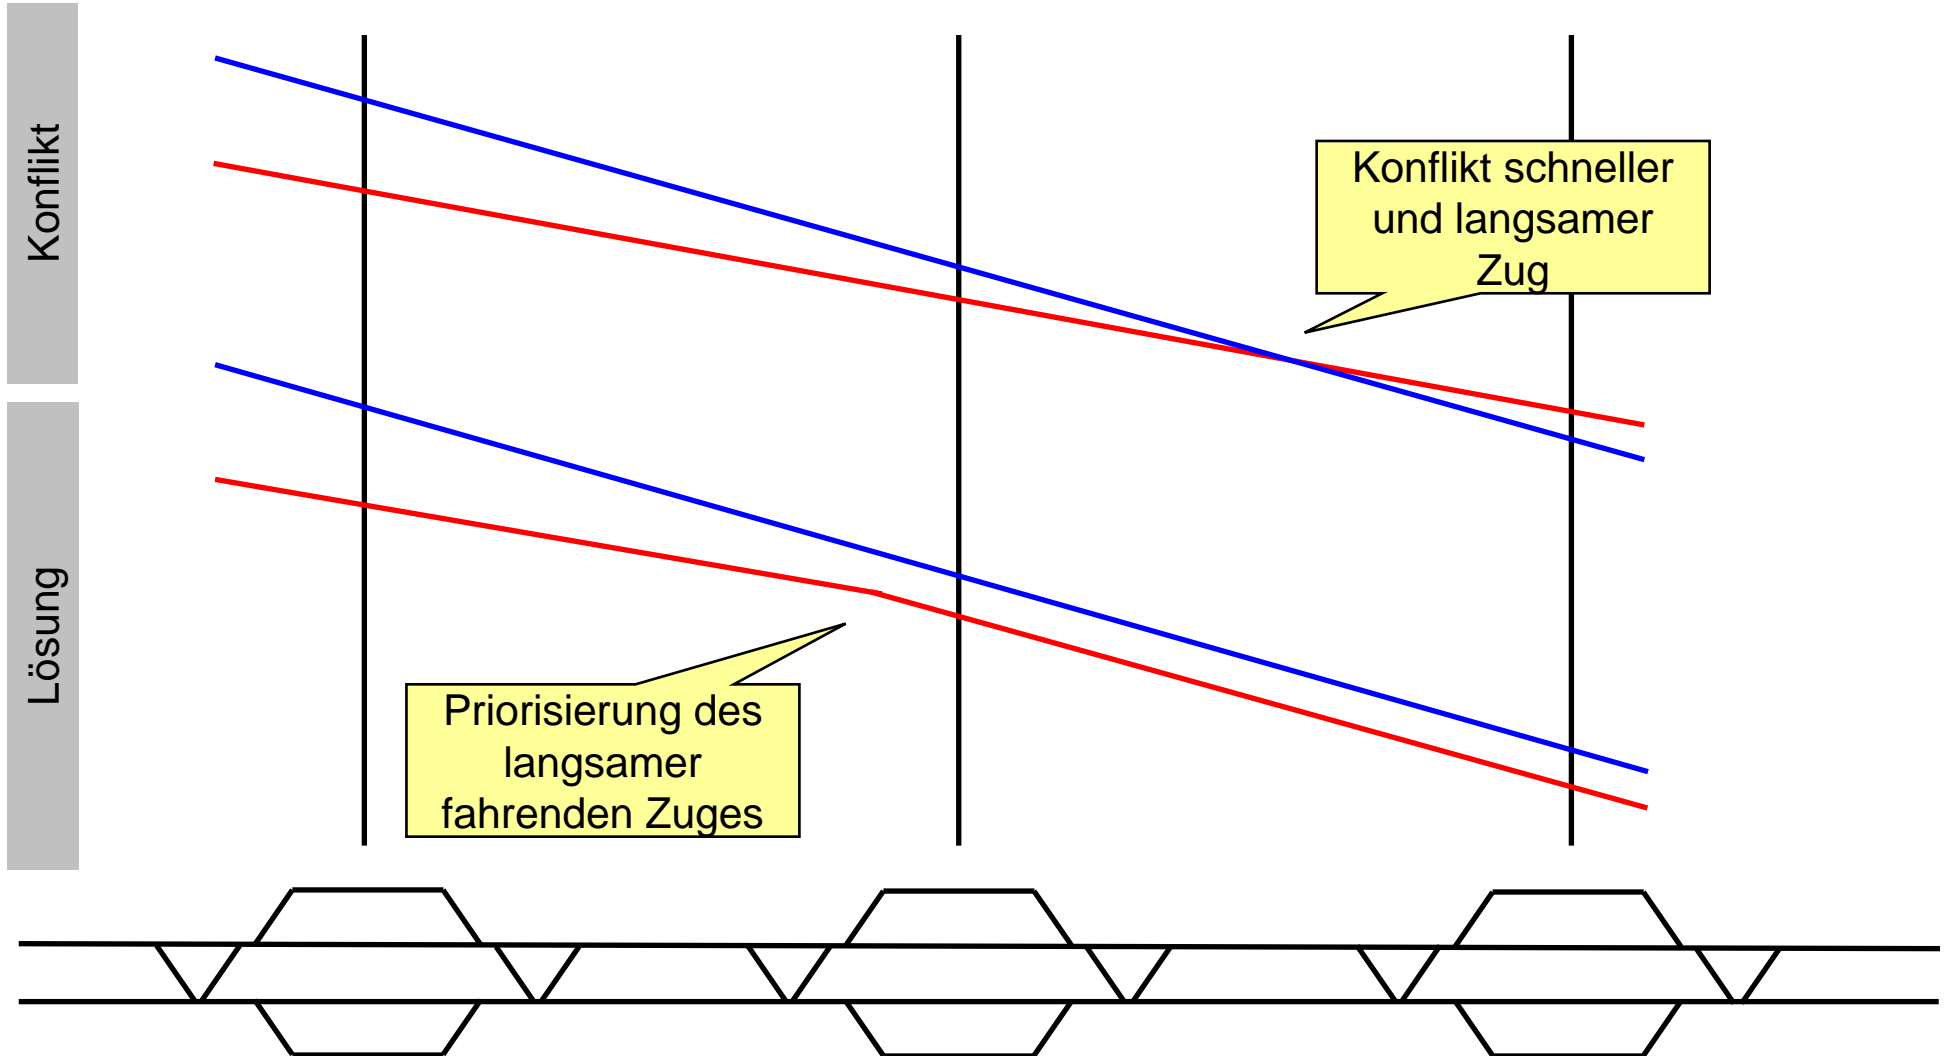 Konflikt
Konflikt schneller
und langsamer
Zug
Lösung
Priorisierung des
langsamer
fahrenden Zuges